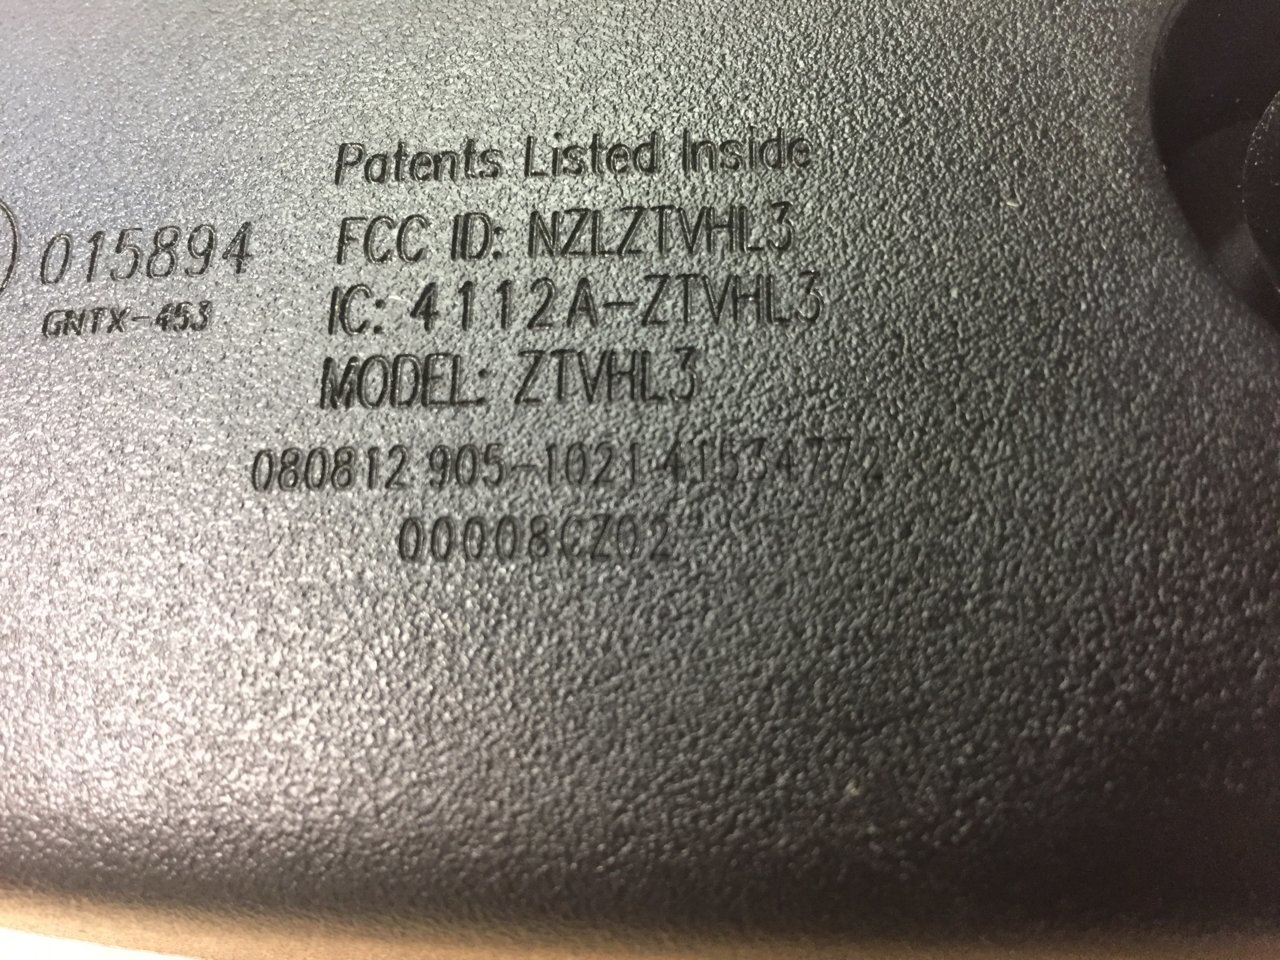 Patents Listed Inside
015894
FCC ID: NZLZTVHL3
GNTX-453
IC: 4112A-ZTVHL3
MODEL: ZTVHL3
080812 905-1021 41534772
00008CZ02